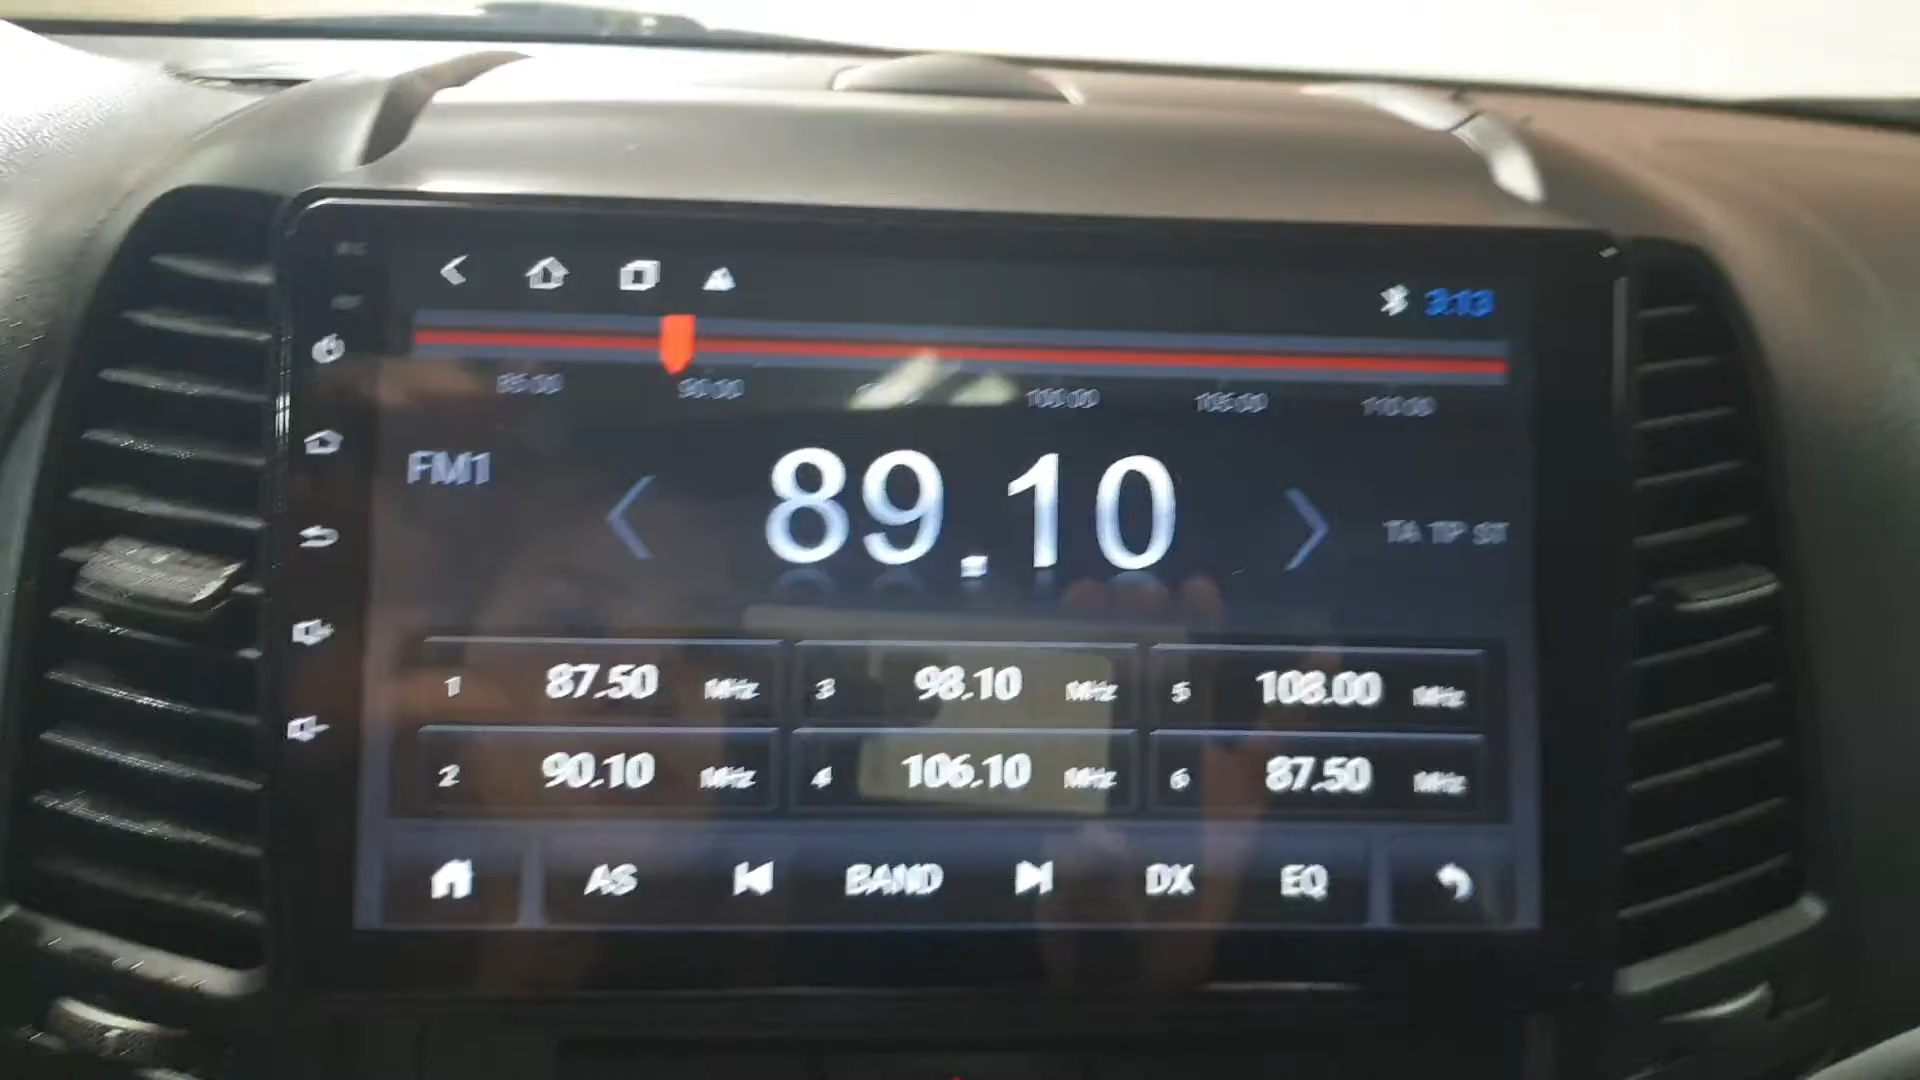 3:13
85.00 90.00 100.00 105.00 110.00
FM1
89.10
TA TP ST
1 87.50 MHz 3 98.10 MHz 5 108.00 MHz
2 90.10 MHz 4 106.10 MHz 6 87.50 MHz
AS BAND DX EQ